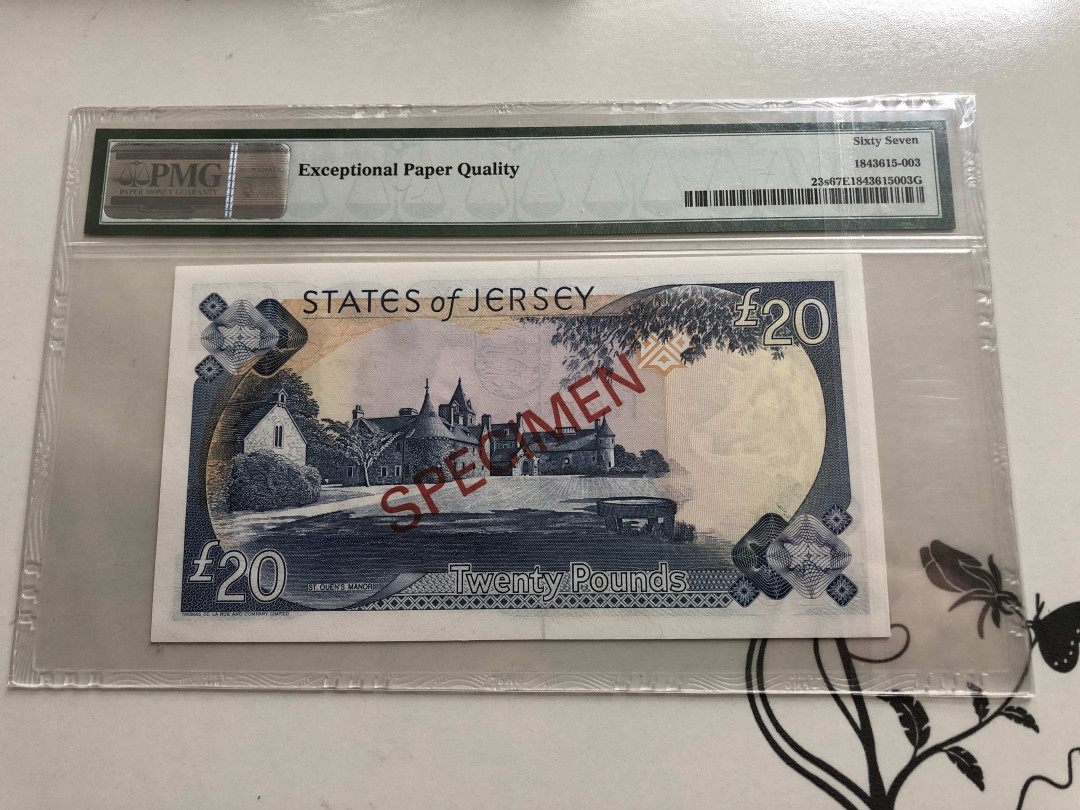 PMG
PAPER MONEY GUARANTY
Exceptional Paper Quality
Sixty Seven
1843615-003
23s67E1843615003G
STATES of JERSEY
£20
SPECIMEN
£20
ST. OUEN'S MANOR
Twenty Pounds
THOMAS DE LA RUE AND COMPANY LIMITED